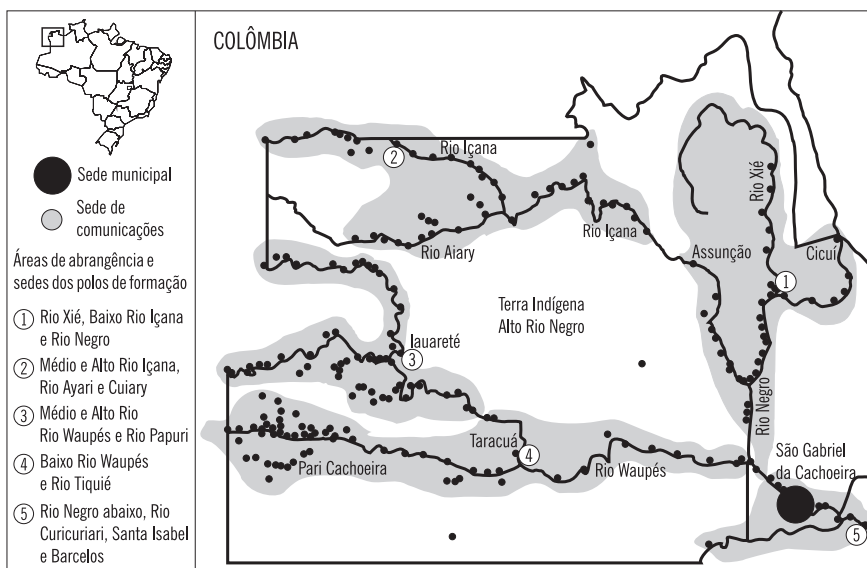 Sede municipal
Sede de
comunicações
Áreas de abrangência e
sedes dos polos de formação
1 Rio Xié, Baixo Rio Içana
e Rio Negro
2 Médio e Alto Rio Içana,
Rio Ayari e Cuiary
3 Médio e Alto Rio
Rio Waupés e Rio Papuri
4 Baixo Rio Waupés
e Rio Tiquié
5 Rio Negro abaixo, Rio
Curicuriari, Santa Isabel
e Barcelos
COLÔMBIA
Rio Içana
2
Rio Xié
Rio Aiary
Rio Içana
Assunção
Cicuí
1
Terra Indígena
Alto Rio Negro
Iauareté
3
Rio Negro
Taracuá
4
Pari Cachoeira
Rio Waupés
São Gabriel
da Cachoeira
5